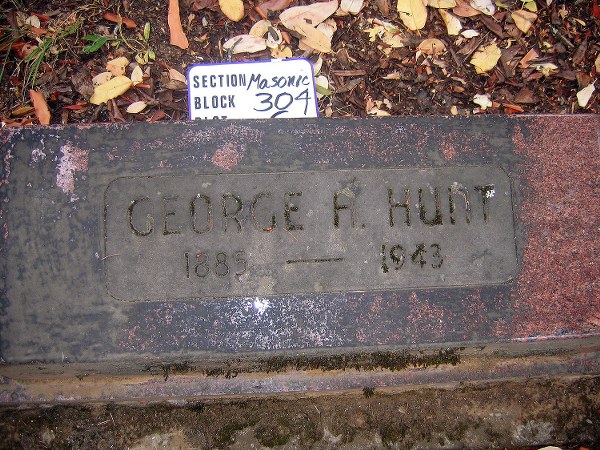 SECTION Masonic
BLOCK 304
GEORGE A. HUNT
1885 — 1943